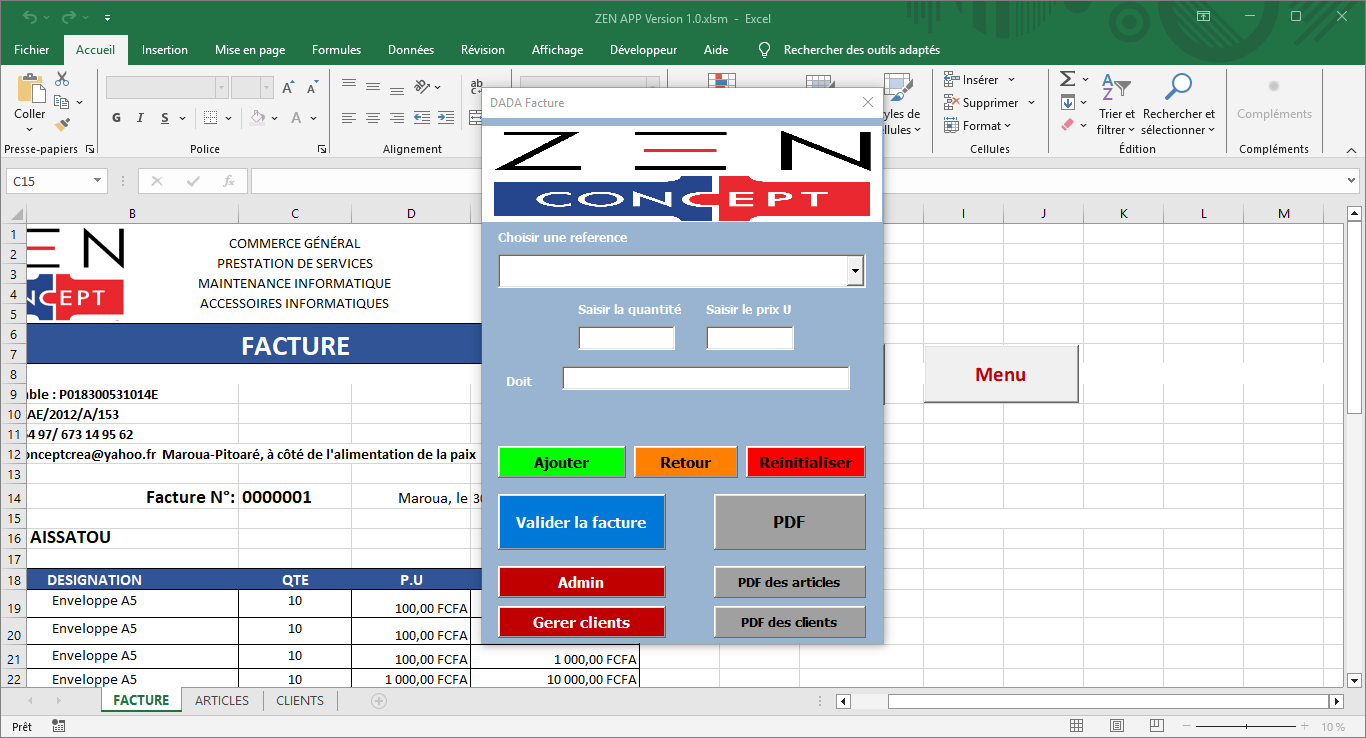 ZEN APP Version 1.0.xlsm - Excel
Fichier Accueil Insertion Mise en page Formules Données Révision Affichage Développeur Aide Rechercher des outils adaptés
Coller
G I S
A
ab
Insérer
Supprimer
Format
Trier et filtrer
Rechercher et sélectionner
Compléments
Presse-papiers Police Alignement Cellules Édition Compléments
C15
fx
B C D I J K L M
DADA Facture
ZEN
CONCEPT
Choisir une reference
Saisir la quantité Saisir le prix U
Doit
Ajouter Retour Reinitialiser
Valider la facture PDF
Admin PDF des articles
Gerer clients PDF des clients
Menu
1
2
3
4
5
6
7
8
9
10
11
12
13
14
15
16
17
18
19
20
21
22
EN
CEPT
COMMERCE GÉNÉRAL
PRESTATION DE SERVICES
MAINTENANCE INFORMATIQUE
ACCESSOIRES INFORMATIQUES
FACTURE
able : P018300531014E
AE/2012/A/153
64 97/ 673 14 95 62
onceptcrea@yahoo.fr Maroua-Pitoaré, à côté de l'alimentation de la paix
Facture N°: 0000001 Maroua, le
AISSATOU
DESIGNATION QTE P.U
Enveloppe A5 10 100,00 FCFA
Enveloppe A5 10 100,00 FCFA
Enveloppe A5 10 100,00 FCFA 1 000,00 FCFA
Enveloppe A5 10 1 000,00 FCFA 10 000,00 FCFA
FACTURE ARTICLES CLIENTS
Prêt
10 %